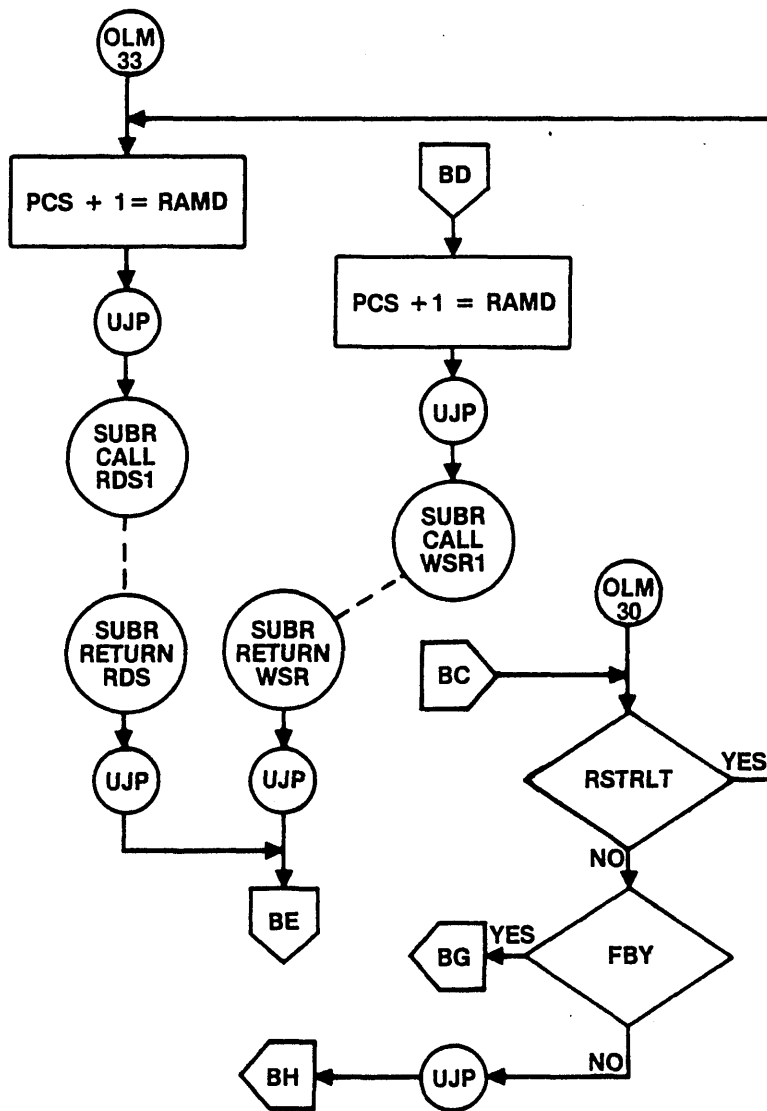 OLM
33
PCS + 1 = RAMD
UJP
SUBR
CALL
RDS1
SUBR
RETURN
RDS
UJP
BD
PCS + 1 = RAMD
UJP
SUBR
CALL
WSR1
SUBR
RETURN
WSR
UJP
BE
OLM
30
BC
RSTRLT
YES
NO
FBY
YES
BG
NO
UJP
BH